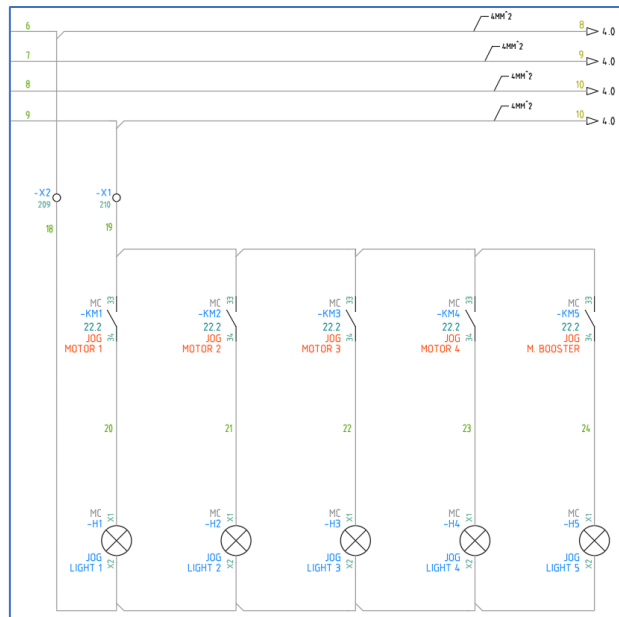 6 4MM^2 8 4.0
7 4MM^2 9 4.0
8 4MM^2 10 4.0
9 4MM^2 10 4.0
-X2 -X1
209 210
18 19
MC 33 MC 33 MC 33 MC 33 MC 33
-KM1 -KM2 -KM3 -KM4 -KM5
22.2 22.2 22.2 22.2 22.2
JOG 34 JOG 34 JOG 34 JOG 34 JOG 34
MOTOR 1 MOTOR 2 MOTOR 3 MOTOR 4 M. BOOSTER
20 21 22 23 24
MC X1 MC X1 MC X1 MC X1 MC X1
-H1 -H2 -H3 -H4 -H5
JOG X2 JOG X2 JOG X2 JOG X2 JOG X2
LIGHT 1 LIGHT 2 LIGHT 3 LIGHT 4 LIGHT 5